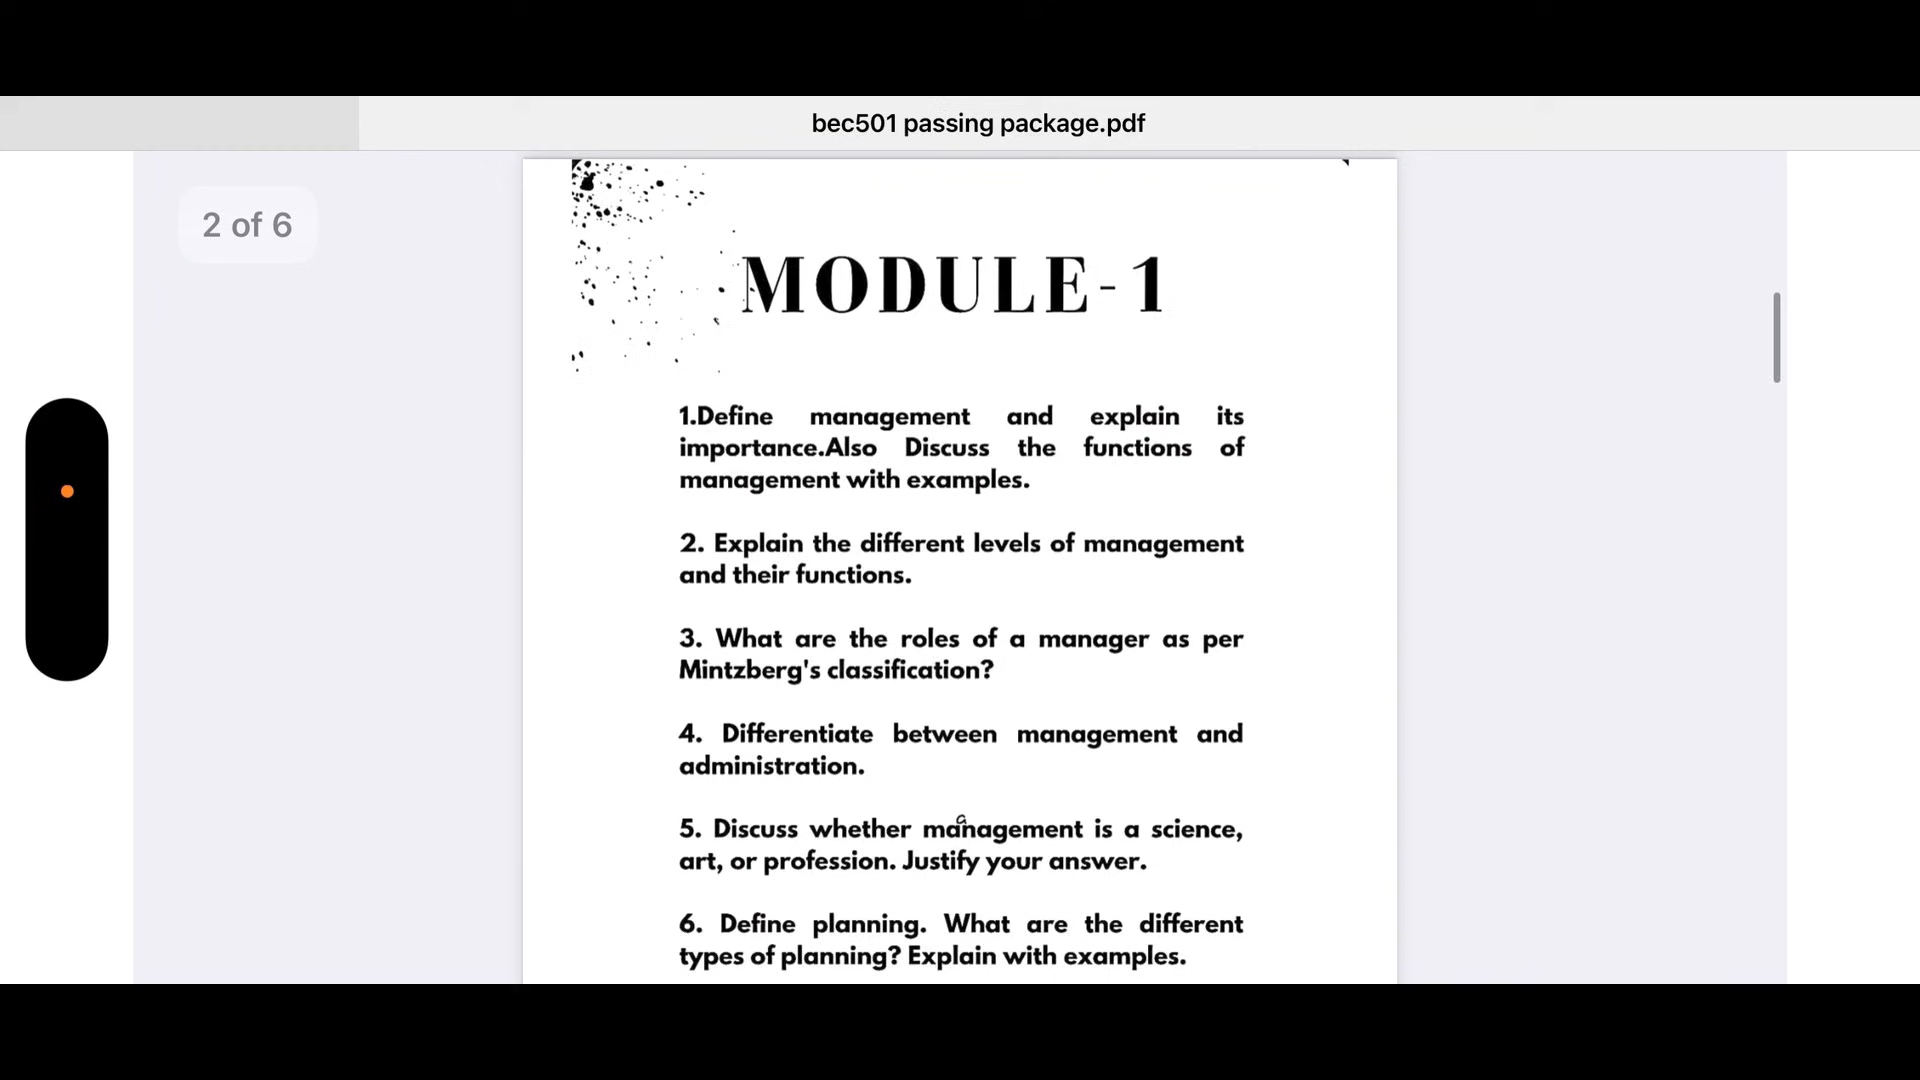 bec501 passing package.pdf
2 of 6
MODULE-1
1.Define management and explain its
importance.Also Discuss the functions of
management with examples.
2. Explain the different levels of management
and their functions.
3. What are the roles of a manager as per
Mintzberg's classification?
4. Differentiate between management and
administration.
5. Discuss whether management is a science,
art, or profession. Justify your answer.
6. Define planning. What are the different
types of planning? Explain with examples.